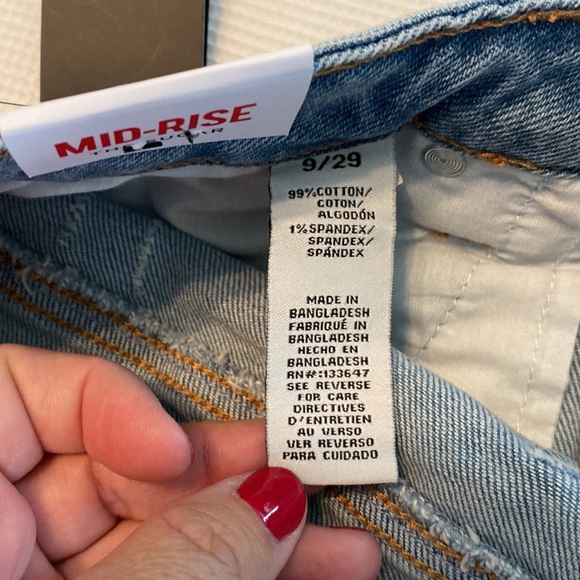 MID-RISE
9/29
99%COTTON/
COTON/
ALGODÓN
1%SPANDEX/
SPANDEX/
SPÁNDEX
MADE IN
BANGLADESH
FABRIQUÉ IN
BANGLADESH
HECHO EN
BANGLADESH
RN#:133647
SEE REVERSE
FOR CARE
DIRECTIVES
D'ENTRETIEN
AU VERSO
VER REVERSO
PARA CUIDADO